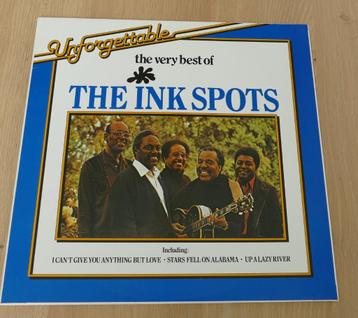 Unforgettable
the very best of
THE INK SPOTS
Including:
I CAN'T GIVE YOU ANYTHING BUT LOVE · STARS FELL ON ALABAMA · UP A LAZY RIVER